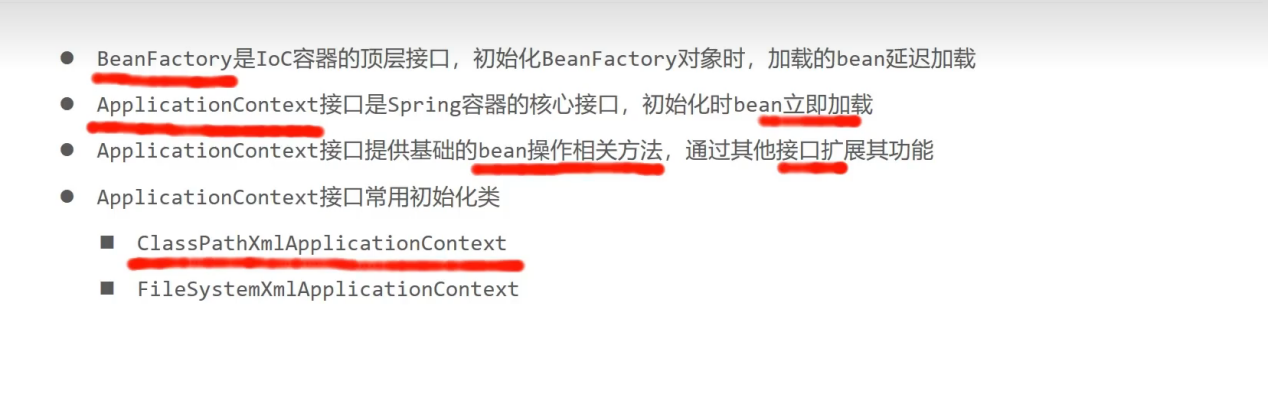 BeanFactory是IoC容器的顶层接口，初始化BeanFactory对象时，加载的bean延迟加载
ApplicationContext接口是Spring容器的核心接口，初始化时bean立即加载
ApplicationContext接口提供基础的bean操作相关方法，通过其他接口扩展其功能
ApplicationContext接口常用初始化类
ClassPathXmlApplicationContext
FileSystemXmlApplicationContext